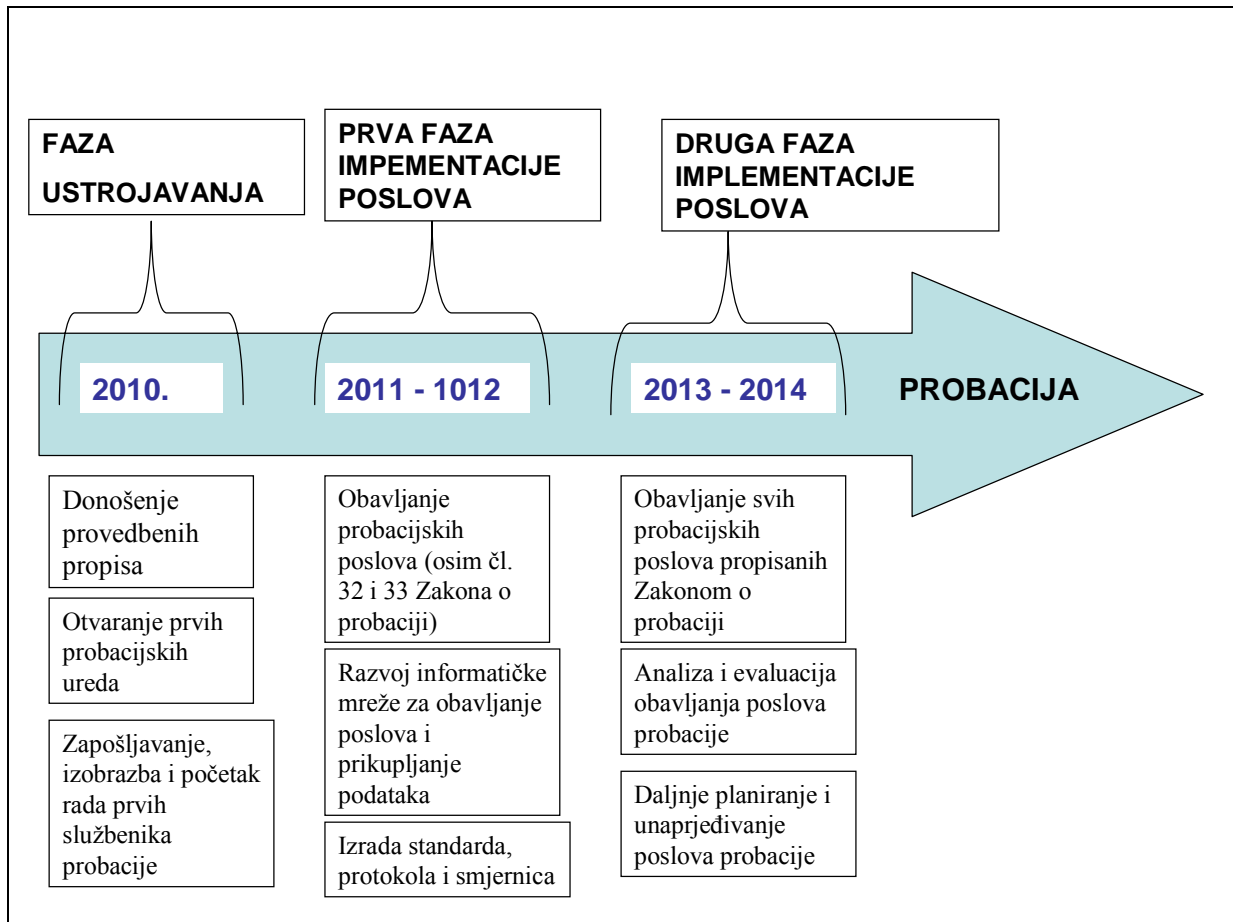 FAZA
USTROJAVANJA
PRVA FAZA
IMPEMENTACIJE
POSLOVA
DRUGA FAZA
IMPLEMENTACIJE
POSLOVA
2010.
2011 - 1012
2013 - 2014
PROBACIJA
Donošenje
provedbenih
propisa
Otvaranje prvih
probacijskih
ureda
Zapošljavanje,
izobrazba i početak
rada prvih
službenika
probacije
Obavljanje
probacijskih
poslova (osim čl.
32 i 33 Zakona o
probaciji)
Razvoj informatičke
mreže za obavljanje
poslova i
prikupljanje
podataka
Izrada standarda,
protokola i smjernica
Obavljanje svih
probacijskih
poslova propisanih
Zakonom o
probaciji
Analiza i evaluacija
obavljanja poslova
probacije
Daljnje planiranje i
unaprjeđivanje
poslova probacije